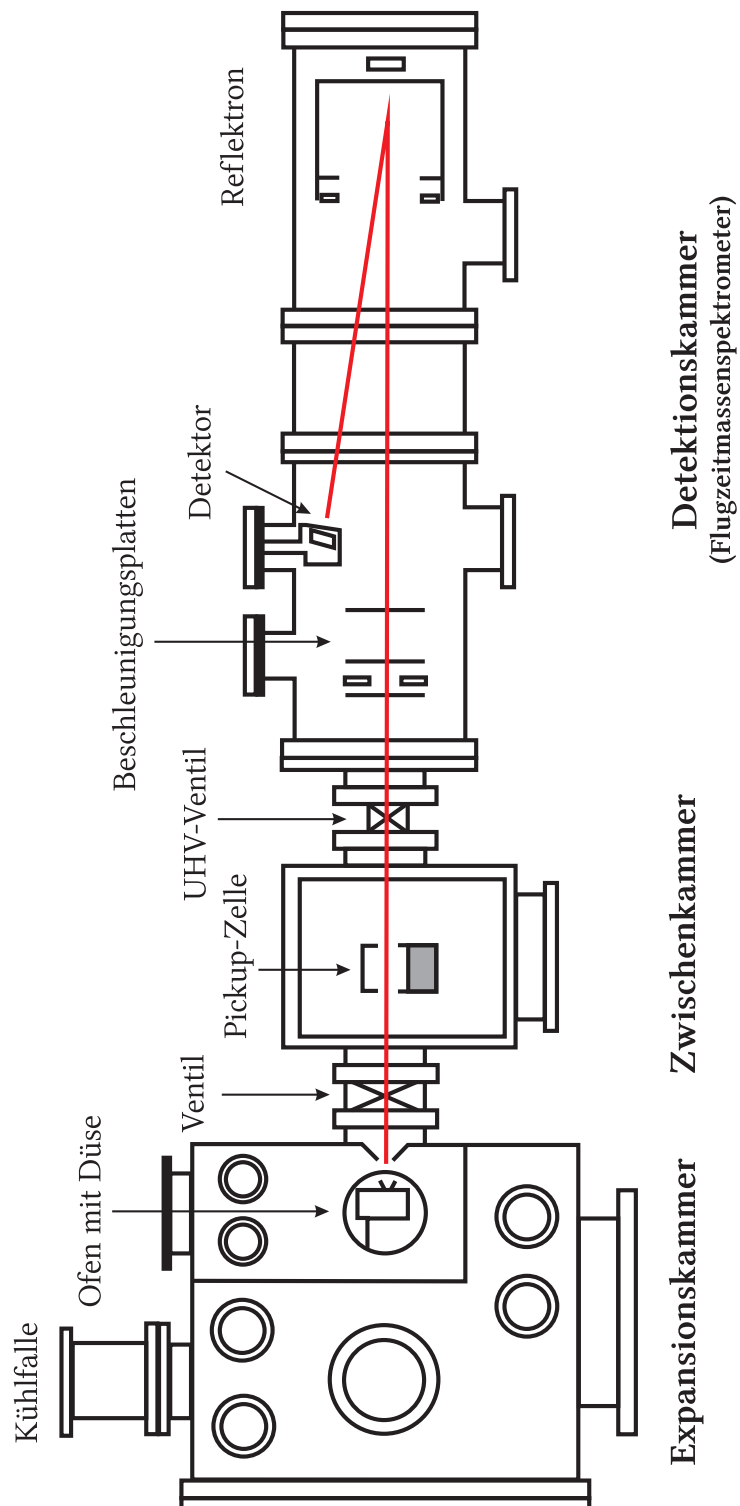 Kühlfalle
Ofen mit Düse
Ventil
Pickup-Zelle
UHV-Ventil
Beschleunigungsplatten
Detektor
Reflektron
Expansionskammer
Zwischenkammer
Detektionskammer
(Flugzeitmassenspektrometer)